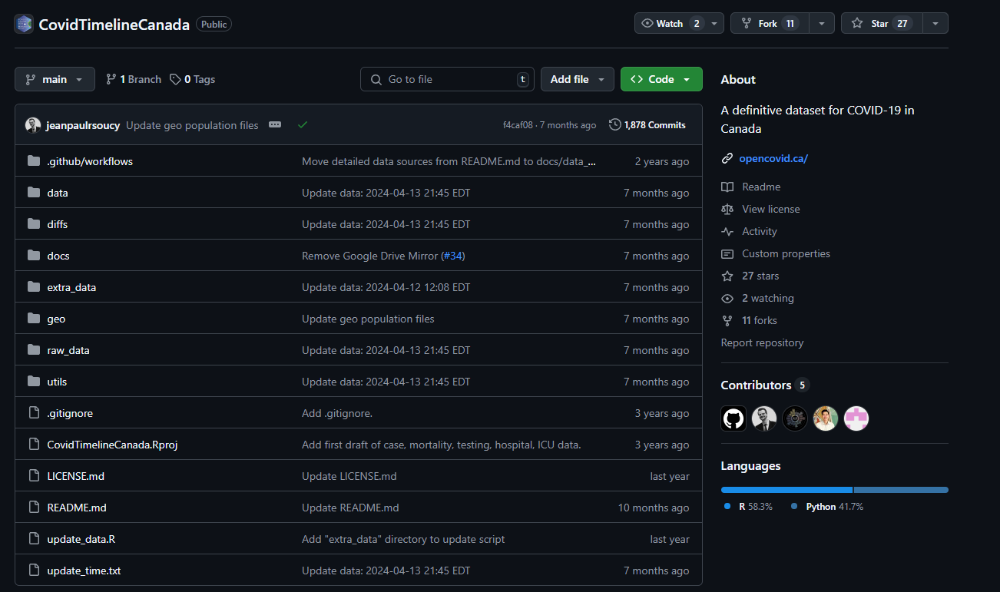 CovidTimelineCanada Public
Watch 2 Fork 11 Star 27
main 1 Branch 0 Tags Go to file t Add file Code
jeanpaulrsoucy Update geo population files f4caf08 · 7 months ago 1,878 Commits
.github/workflows Move detailed data sources from README.md to docs/data_... 2 years ago
data Update data: 2024-04-13 21:45 EDT 7 months ago
diffs Update data: 2024-04-13 21:45 EDT 7 months ago
docs Remove Google Drive Mirror (#34) 7 months ago
extra_data Update data: 2024-04-12 12:08 EDT 7 months ago
geo Update geo population files 7 months ago
raw_data Update data: 2024-04-13 21:45 EDT 7 months ago
utils Update data: 2024-04-13 21:45 EDT 7 months ago
.gitignore Add .gitignore. 3 years ago
CovidTimelineCanada.Rproj Add first draft of case, mortality, testing, hospital, ICU data. 3 years ago
LICENSE.md Update LICENSE.md last year
README.md Update README.md 10 months ago
update_data.R Add "extra_data" directory to update script last year
update_time.txt Update data: 2024-04-13 21:45 EDT 7 months ago
About
A definitive dataset for COVID-19 in
Canada
opencovid.ca/
Readme
View license
Activity
Custom properties
27 stars
2 watching
11 forks
Report repository
Contributors 5
Languages
R 58.3% Python 41.7%